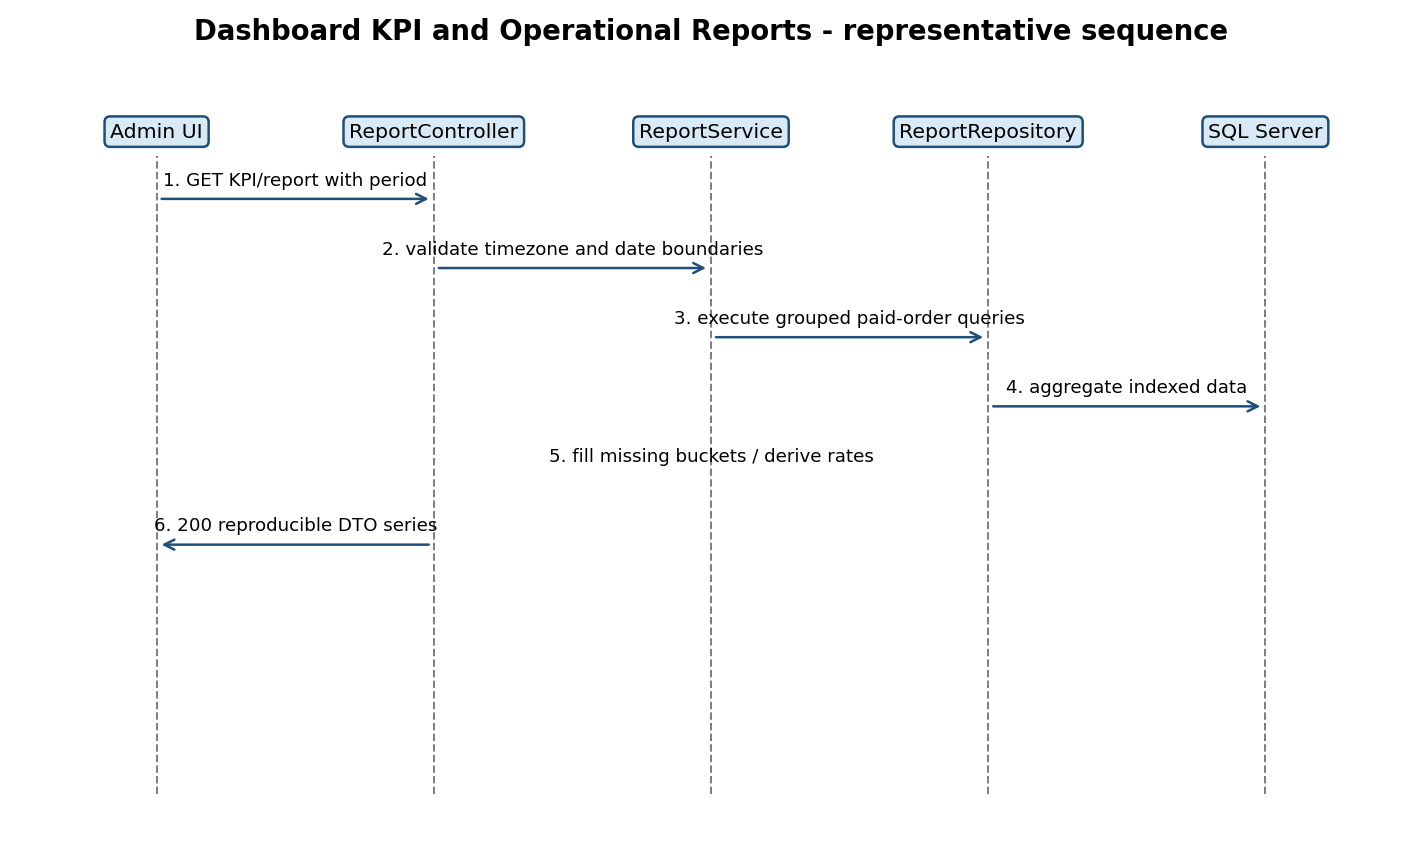 Dashboard KPI and Operational Reports - representative sequence
Admin UI
ReportController
ReportService
ReportRepository
SQL Server
1. GET KPI/report with period
2. validate timezone and date boundaries
3. execute grouped paid-order queries
4. aggregate indexed data
5. fill missing buckets / derive rates
6. 200 reproducible DTO series